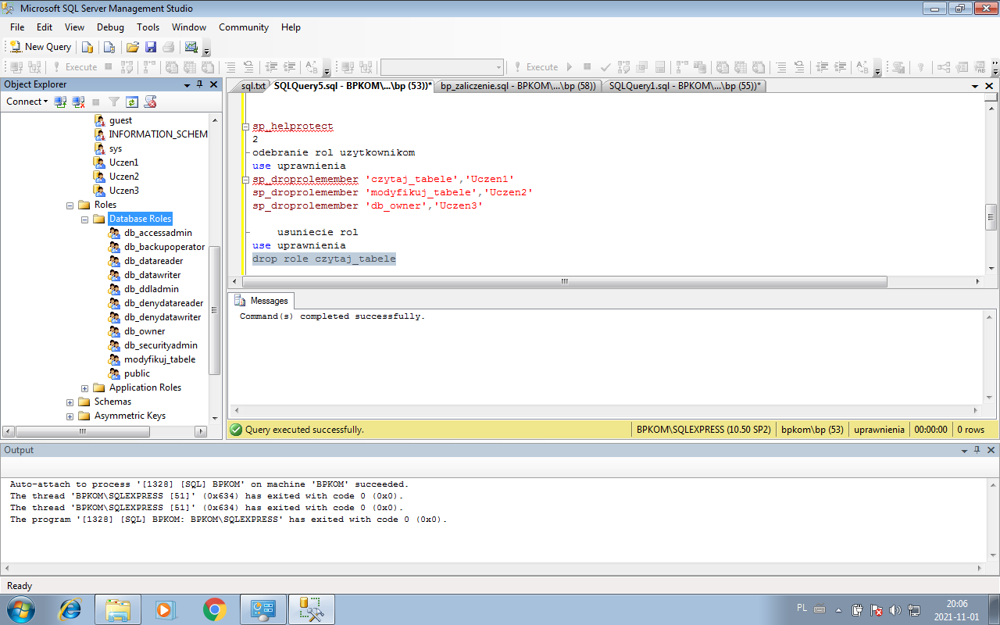 Microsoft SQL Server Management Studio
File Edit View Debug Tools Window Community Help
New Query
Execute Execute
Object Explorer
Connect
guest
INFORMATION_SCHEM
sys
Uczen1
Uczen2
Uczen3
Roles
Database Roles
db_accessadmin
db_backupoperator
db_datareader
db_datawriter
db_ddladmin
db_denydatareader
db_denydatawriter
db_owner
db_securityadmin
modyfikuj_tabele
public
Application Roles
Schemas
Asymmetric Keys
sql.txt SQLQuery5.sql - BPKOM\...\bp (53))* bp_zaliczenie.sql - BPKOM\...\bp (58)) SQLQuery1.sql - BPKOM\...\bp (55))*
sp_helprotect
2
odebranie rol uzytkownikom
use uprawnienia
sp_droprolemember 'czytaj_tabele','Uczen1'
sp_droprolemember 'modyfikuj_tabele','Uczen2'
sp_droprolemember 'db_owner','Uczen3'
usuniecie rol
use uprawnienia
drop role czytaj_tabele
Messages
Command(s) completed successfully.
Query executed successfully. BPKOM\SQLEXPRESS (10.50 SP2) bpkom\bp (53) uprawnienia 00:00:00 0 rows
Output
Auto-attach to process '[1328] [SQL] BPKOM' on machine 'BPKOM' succeeded.
The thread 'BPKOM\SQLEXPRESS [51]' (0x634) has exited with code 0 (0x0).
The thread 'BPKOM\SQLEXPRESS [51]' (0x634) has exited with code 0 (0x0).
The program '[1328] [SQL] BPKOM: BPKOM\SQLEXPRESS' has exited with code 0 (0x0).
Ready
PL
20:06
2021-11-01